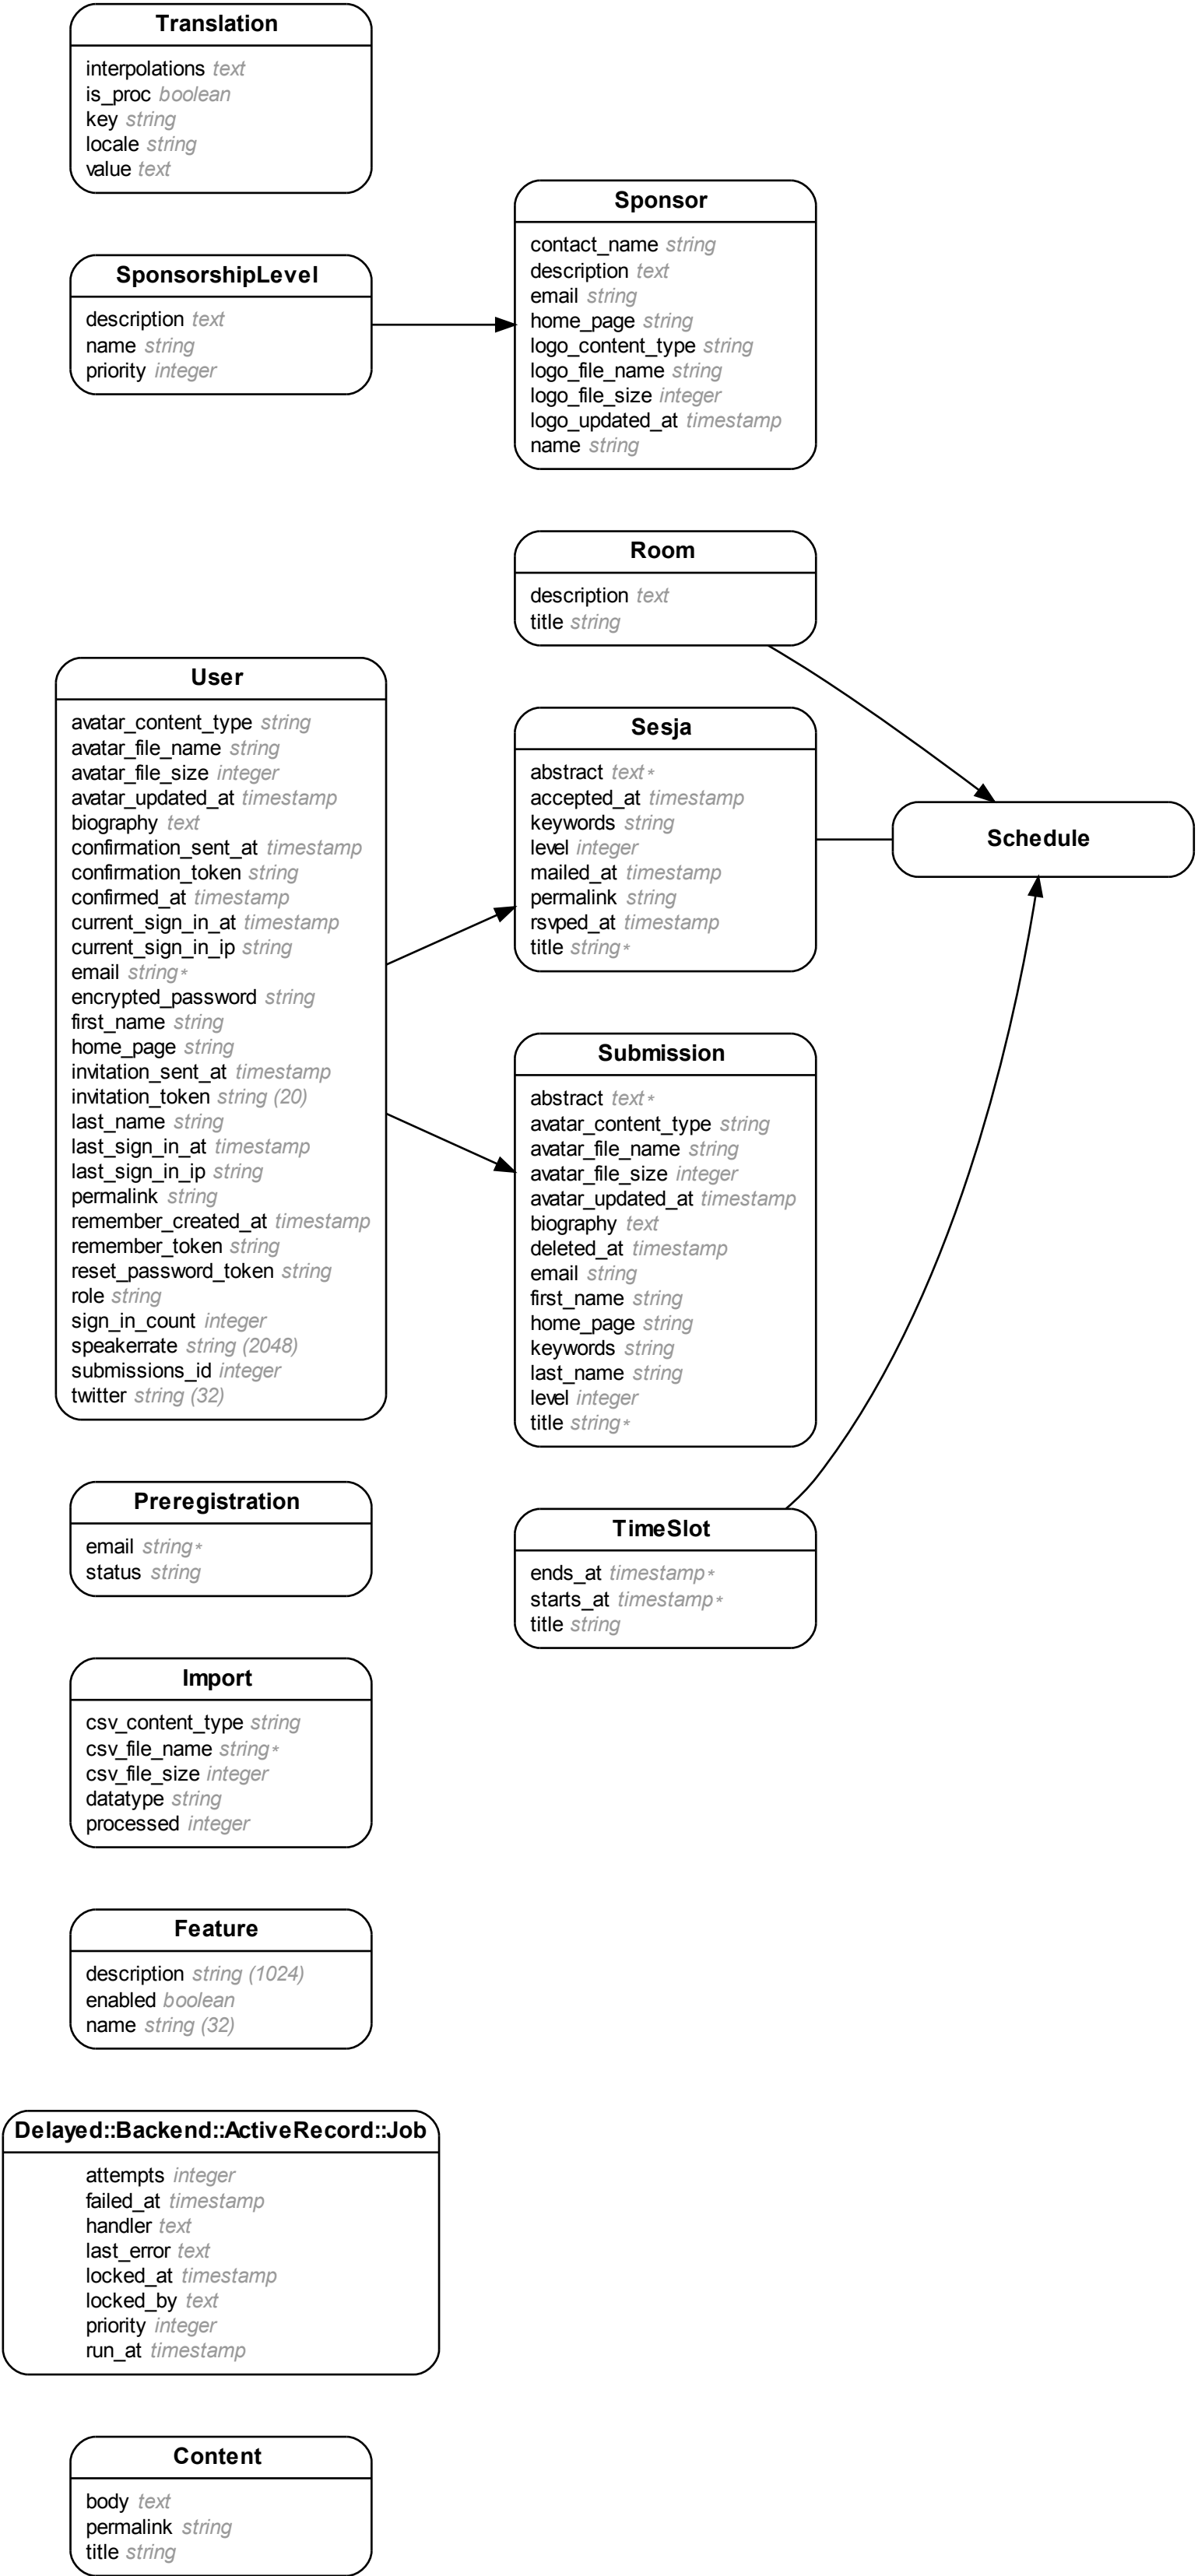 Translation
interpolations text
is_proc boolean
key string
locale string
value text
SponsorshipLevel
description text
name string
priority integer
Sponsor
contact_name string
description text
email string
home_page string
logo_content_type string
logo_file_name string
logo_file_size integer
logo_updated_at timestamp
name string
Room
description text
title string
User
avatar_content_type string
avatar_file_name string
avatar_file_size integer
avatar_updated_at timestamp
biography text
confirmation_sent_at timestamp
confirmation_token string
confirmed_at timestamp
current_sign_in_at timestamp
current_sign_in_ip string
email string*
encrypted_password string
first_name string
home_page string
invitation_sent_at timestamp
invitation_token string (20)
last_name string
last_sign_in_at timestamp
last_sign_in_ip string
permalink string
remember_created_at timestamp
remember_token string
reset_password_token string
role string
sign_in_count integer
speakerrate string (2048)
submissions_id integer
twitter string (32)
Sesja
abstract text*
accepted_at timestamp
keywords string
level integer
mailed_at timestamp
permalink string
rsvped_at timestamp
title string*
Schedule
Submission
abstract text*
avatar_content_type string
avatar_file_name string
avatar_file_size integer
avatar_updated_at timestamp
biography text
deleted_at timestamp
email string
first_name string
home_page string
keywords string
last_name string
level integer
title string*
Preregistration
email string*
status string
TimeSlot
ends_at timestamp*
starts_at timestamp*
title string
Import
csv_content_type string
csv_file_name string*
csv_file_size integer
datatype string
processed integer
Feature
description string (1024)
enabled boolean
name string (32)
Delayed::Backend::ActiveRecord::Job
attempts integer
failed_at timestamp
handler text
last_error text
locked_at timestamp
locked_by text
priority integer
run_at timestamp
Content
body text
permalink string
title string